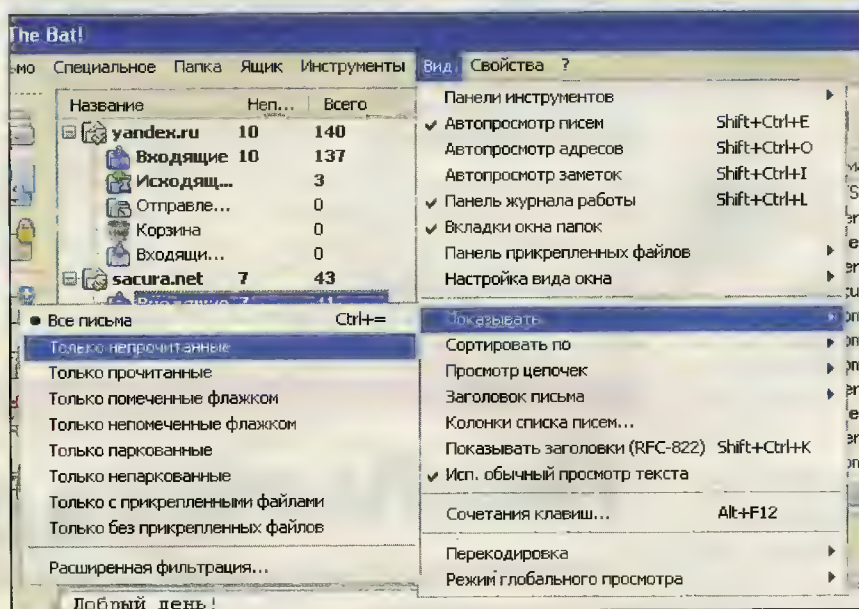 The Bat!
Специальное Папка Ящик Инструменты Вид Свойства ?
Название Неп... Всего
yandex.ru 10 140
Входящие 10 137
Исходящ... 3
Отправле... 0
Корзина 0
Входящи... 0
sacura.net 7 43
Панели инструментов
Автопросмотр писем Shift+Ctrl+E
Автопросмотр адресов Shift+Ctrl+O
Автопросмотр заметок Shift+Ctrl+I
Панель журнала работы Shift+Ctrl+L
Вкладки окна папок
Панель прикрепленных файлов
Настройка вида окна
Показывать
Сортировать по
Просмотр цепочек
Заголовок письма
Колонки списка писем...
Показывать заголовки (RFC-822) Shift+Ctrl+K
Исп. обычный просмотр текста
Сочетания клавиш... Alt+F12
Перекодировка
Режим глобального просмотра
Все письма Ctrl+=
Только непрочитанные
Только прочитанные
Только помеченные флажком
Только непомеченные флажком
Только паркованные
Только непаркованные
Только с прикрепленными файлами
Только без прикрепленных файлов
Расширенная фильтрация...
Добрый день!